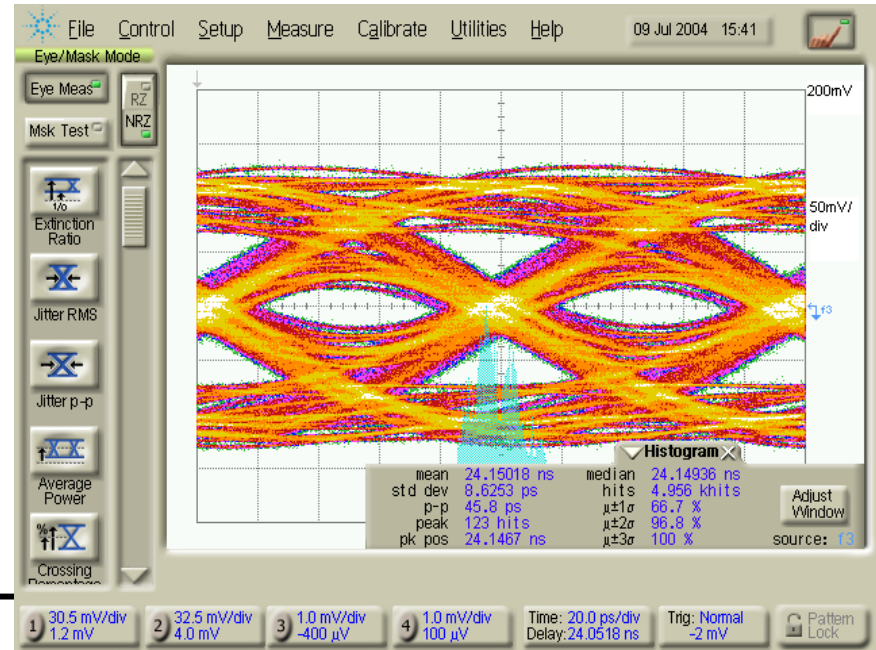 File Control Setup Measure Calibrate Utilities Help 09 Jul 2004 15:41
Eye/Mask Mode
Eye Meas
RZ
NRZ
Msk Test
1/0
Extinction
Ratio
Jitter RMS
Jitter p-p
Average
Power
%
Crossing
200mV
50mV/
div
f3
Histogram
mean 24.15018 ns median 24.14936 ns
std dev 8.6253 ps hits 4.956 khits
p-p 45.8 ps μ±1σ 66.7 %
peak 123 hits μ±2σ 96.8 %
pk pos 24.1467 ns μ±3σ 100 %
Adjust
Window
source: f3
1 30.5 mV/div
1.2 mV
2 32.5 mV/div
4.0 mV
3 1.0 mV/div
-400 μV
4 1.0 mV/div
100 μV
Time: 20.0 ps/div
Delay:24.0518 ns
Trig: Normal
-2 mV
Pattern
Lock